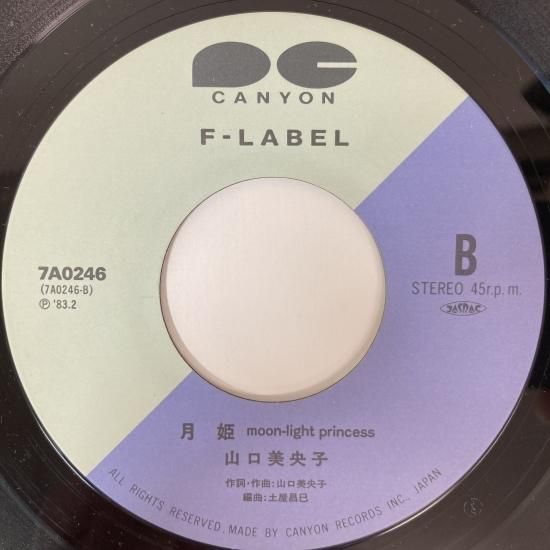 CANYON
F-LABEL
7A0246
(7A0246-B)
Ⓟ '83.2
B
STEREO 45r.p.m.
JASRAC
月 姫 moon-light princess
山口美央子
作詞・作曲:山口美央子
編曲:土屋昌巳
ALL RIGHTS RESERVED. MADE BY CANYON RECORDS INC., JAPAN